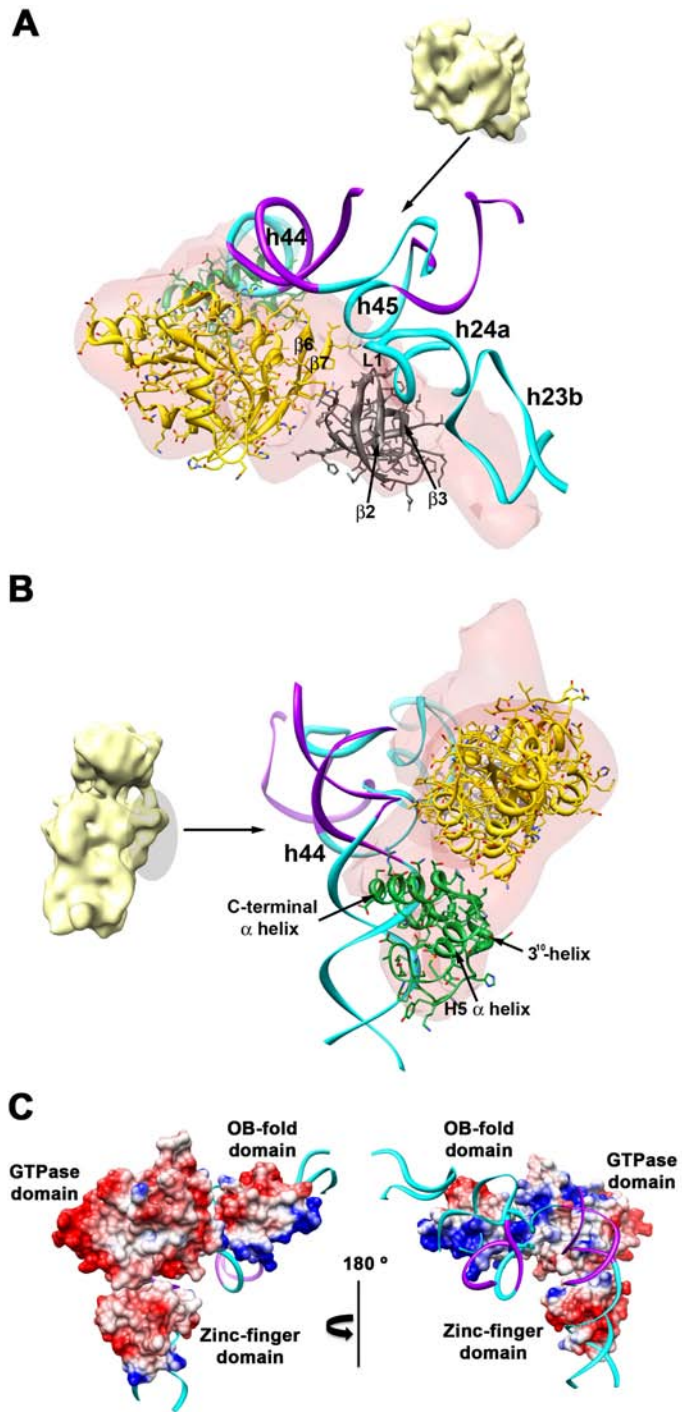 A
h44
h45
h24a
β6
β7
L1
h23b
β3
β2
B
h44
C-terminal
α helix
3¹⁰-helix
H5 α helix
C
OB-fold
domain
GTPase
domain
Zinc-finger
domain
180 º
OB-fold
domain
GTPase
domain
Zinc-finger
domain